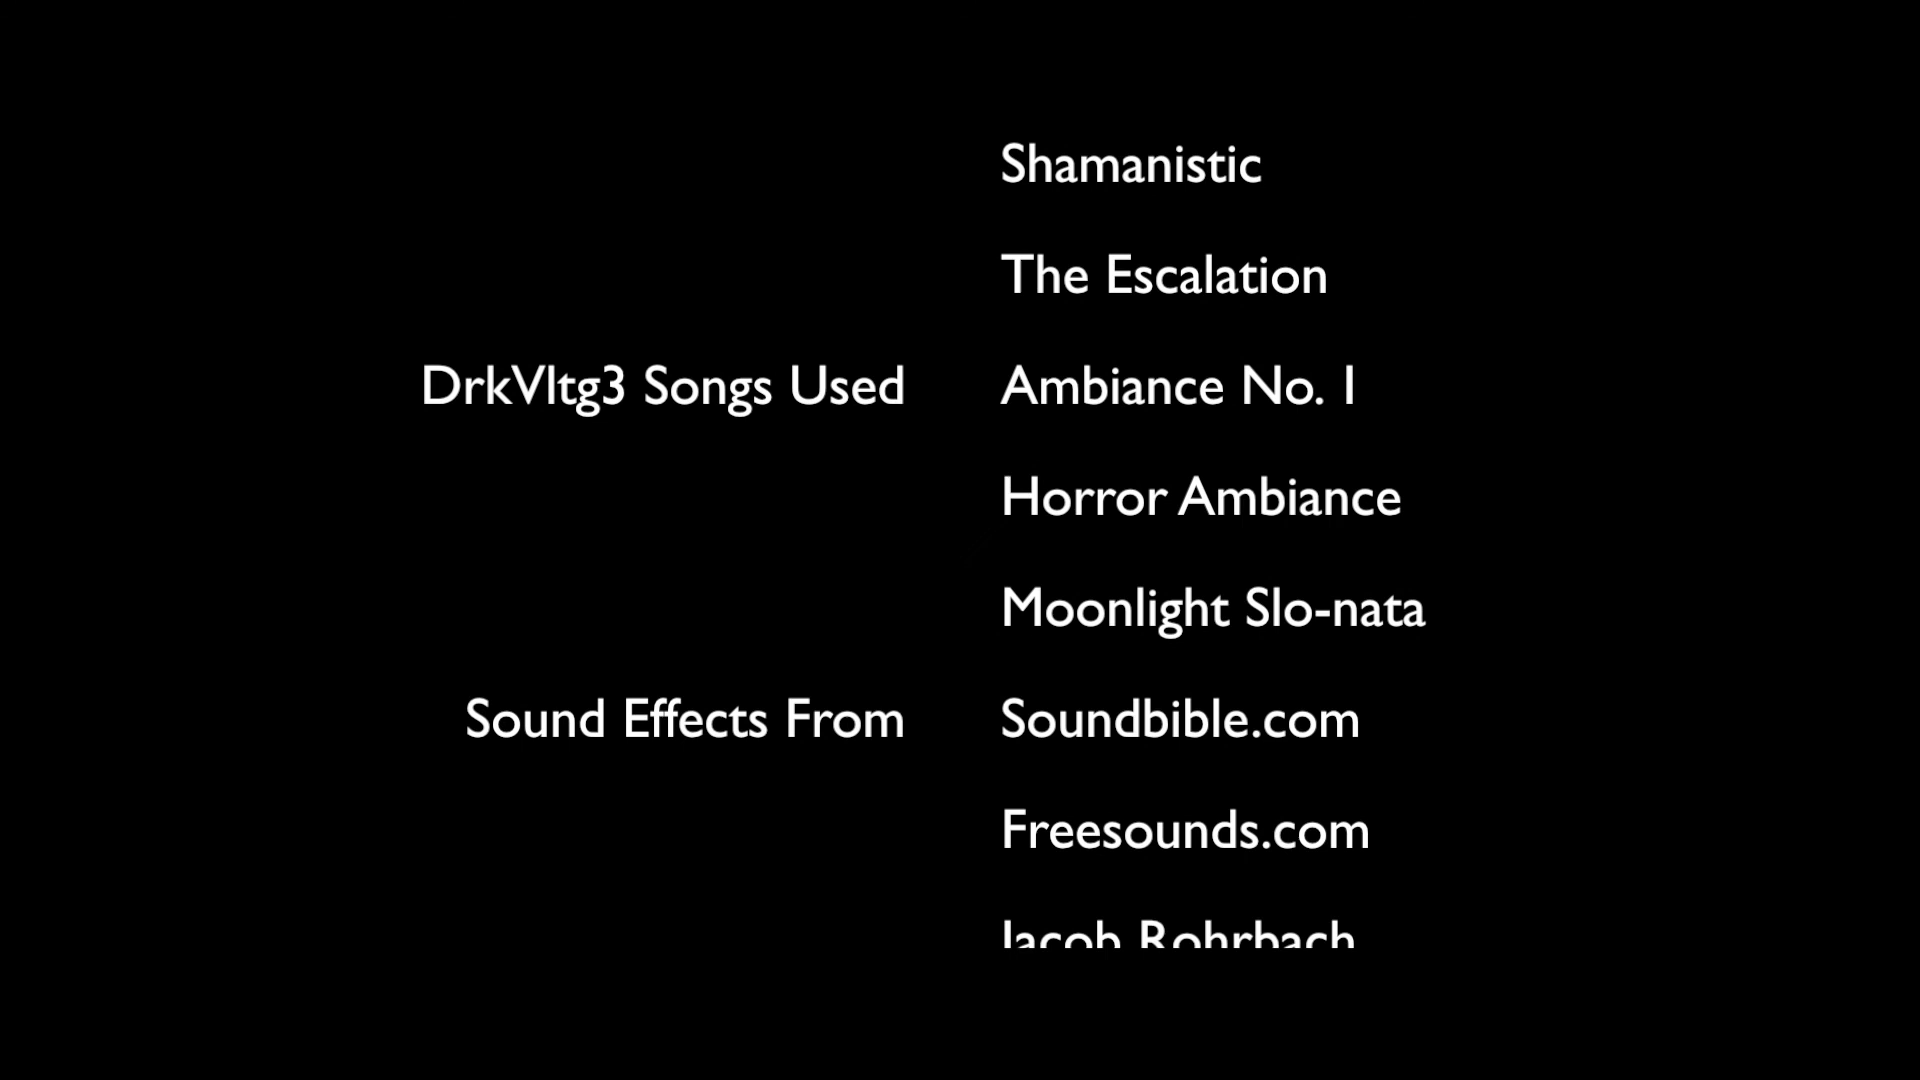 Shamanistic
The Escalation
DrkVltg3 Songs Used Ambiance No. 1
Horror Ambiance
Moonlight Slo-nata
Sound Effects From Soundbible.com
Freesounds.com
Jacob Rohrbach